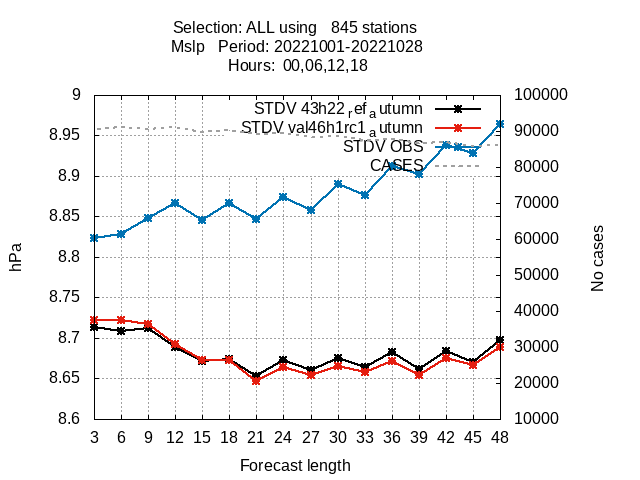 Selection: ALL using   845 stations
Mslp   Period: 20221001-20221028
Hours:  00,06,12,18
STDV 43h22_ref_autumn
STDV val46h1rc1_autumn
STDV OBS
CASES
9
8.95
8.9
8.85
8.8
8.75
8.7
8.65
8.6
hPa
100000
90000
80000
70000
60000
50000
40000
30000
20000
10000
No cases
3 6 9 12 15 18 21 24 27 30 33 36 39 42 45 48
Forecast length